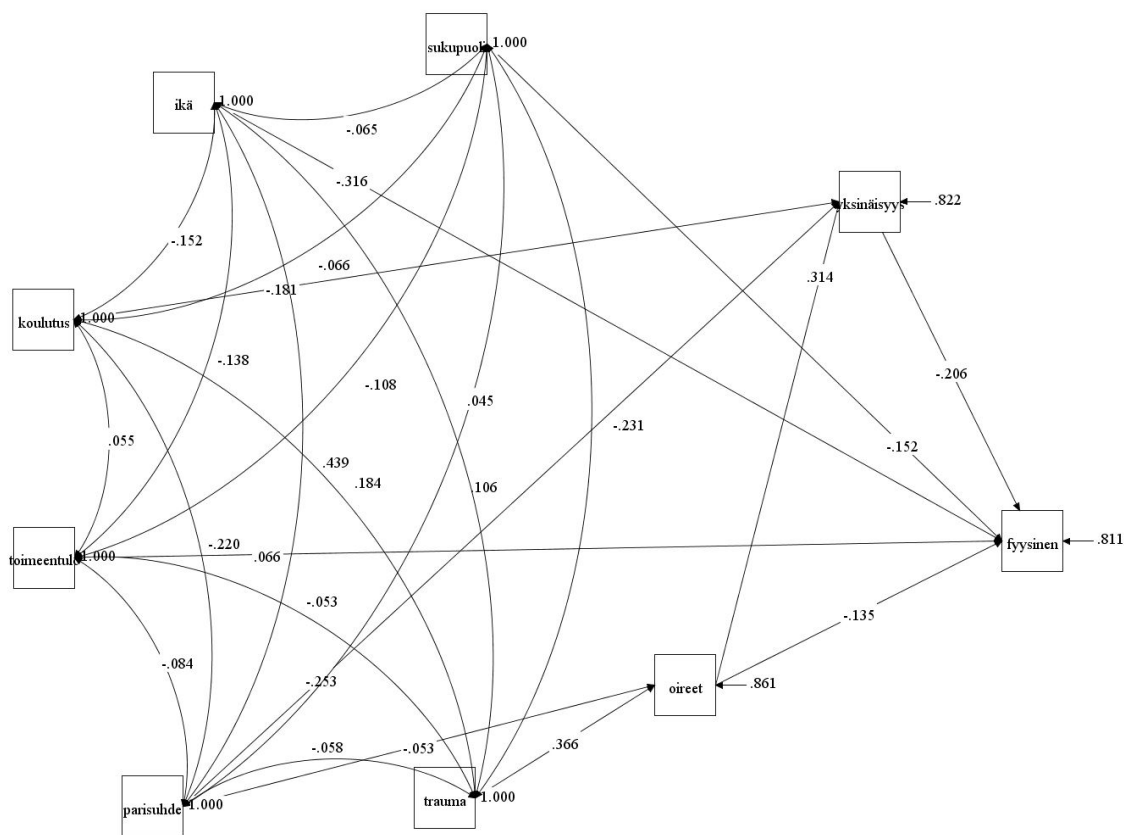 sukupuoli 1.000
ikä 1.000
-.065
-.316
yksinäisyys .822
-.152
-.066
.314
-.181
koulutus 1.000
-.138
-.108
-.206
.045
-.231
.055
-.152
.439
.184
.106
-.220
.066
toimeentulo 1.000
fyysinen .811
-.053
-.135
-.084
-.253
oireet .861
-.058
-.053
.366
parisuhde 1.000
trauma 1.000